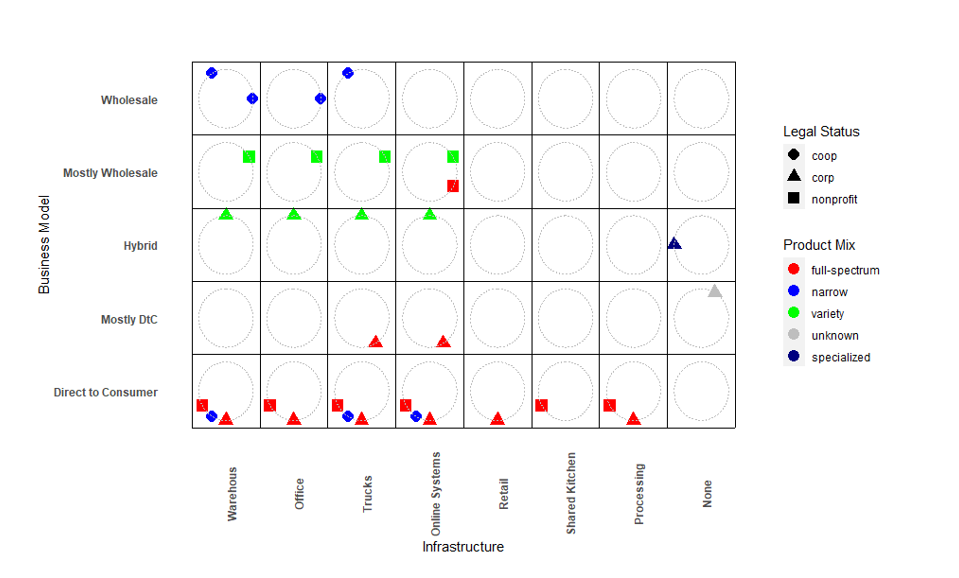 Wholesale
Mostly Wholesale
Hybrid
Mostly DtC
Direct to Consumer
Business Model
Warehous
Office
Trucks
Online Systems
Retail
Shared Kitchen
Processing
None
Infrastructure
Legal Status
coop
corp
nonprofit
Product Mix
full-spectrum
narrow
variety
unknown
specialized